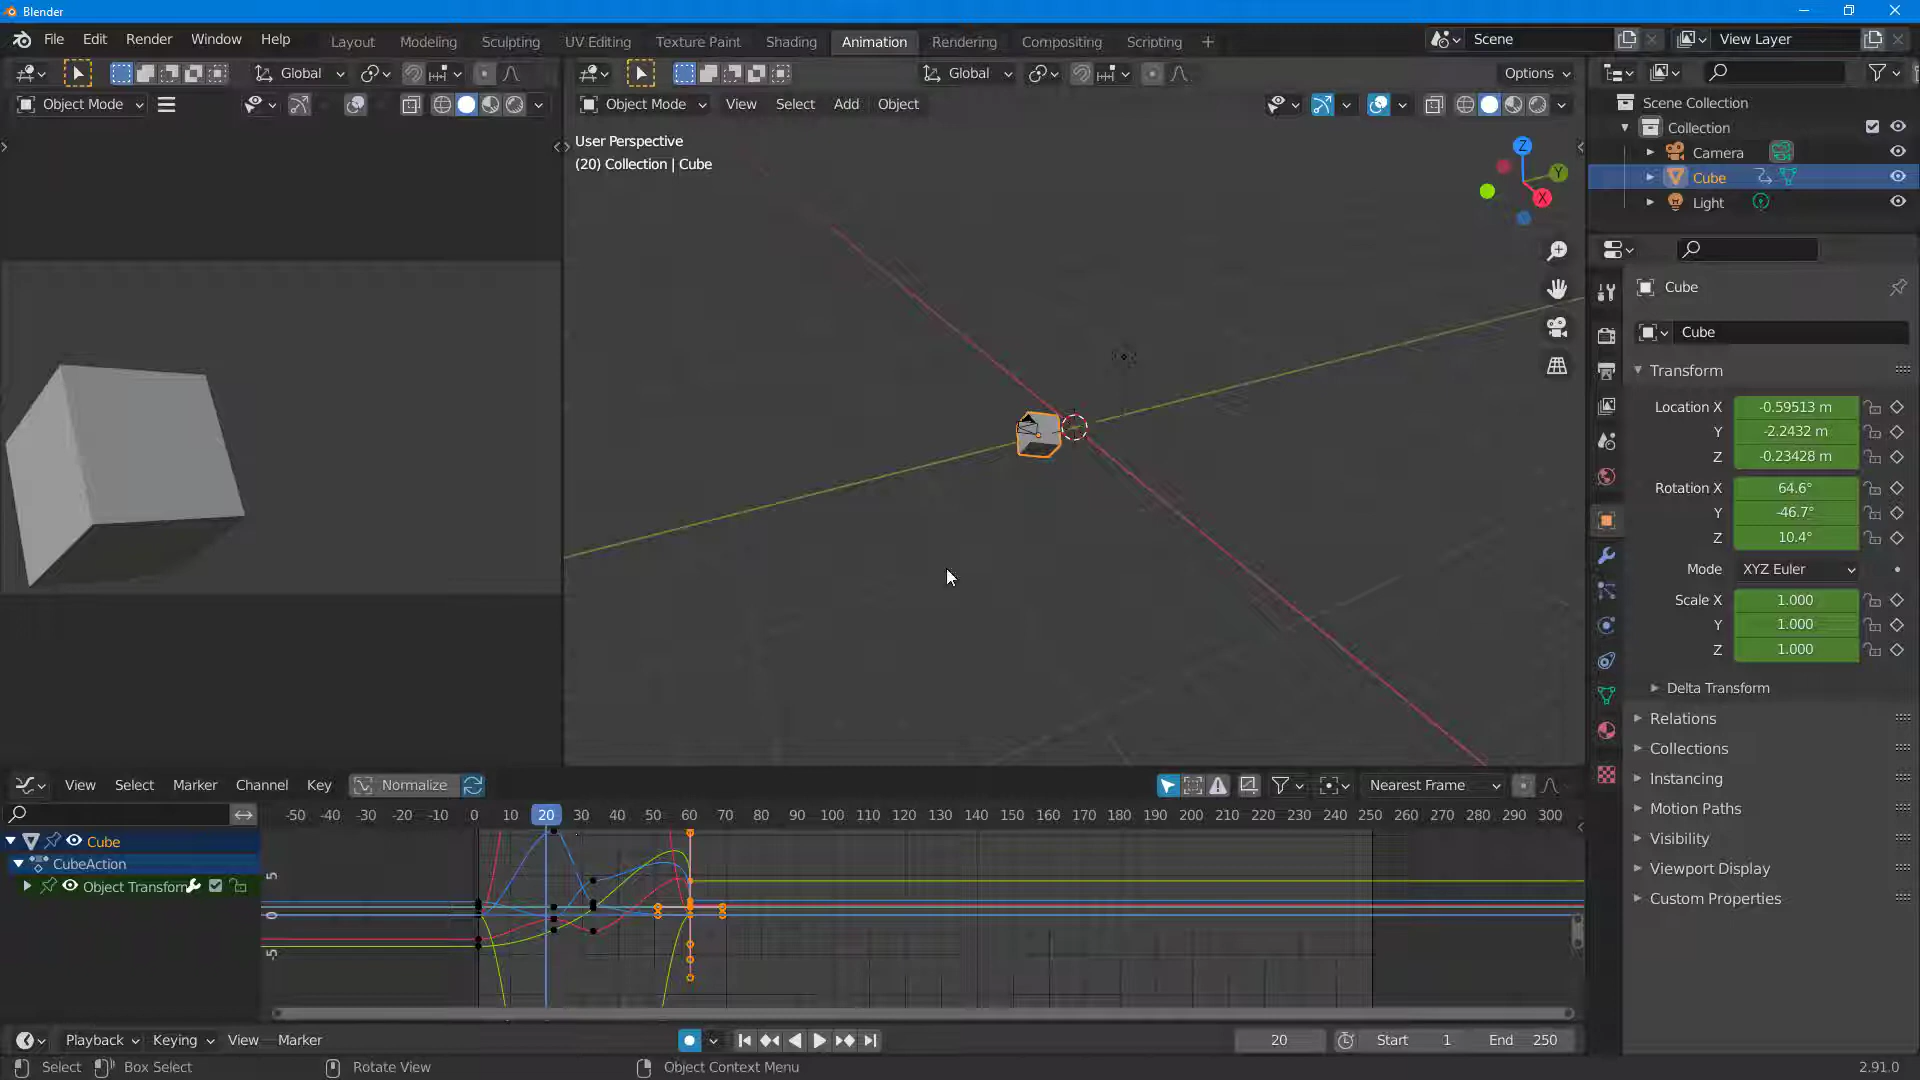 Blender
File Edit Render Window Help Layout Modeling Sculpting UV Editing Texture Paint Shading Animation Rendering Compositing Scripting + Scene View Layer
Global Global Options
Object Mode Object Mode View Select Add Object
Scene Collection
Collection
Camera
Cube
Light
User Perspective
(20) Collection | Cube
Z
Y
X
Cube
Cube
Transform
Location X -0.59513 m
Y -2.2432 m
Z -0.23428 m
Rotation X 64.6°
Y -46.7°
Z 10.4°
Mode XYZ Euler
Scale X 1.000
Y 1.000
Z 1.000
Delta Transform
Relations
Collections
Instancing
Motion Paths
Visibility
Viewport Display
Custom Properties
View Select Marker Channel Key Normalize Nearest Frame
-50 -40 -30 -20 -10 0 10 20 30 40 50 60 70 80 90 100 110 120 130 140 150 160 170 180 190 200 210 220 230 240 250 260 270 280 290 300
Cube
CubeAction
Object Transform
5
0
5
Playback Keying View Marker 20 Start 1 End 250
Select Box Select Rotate View Object Context Menu 2.91.0